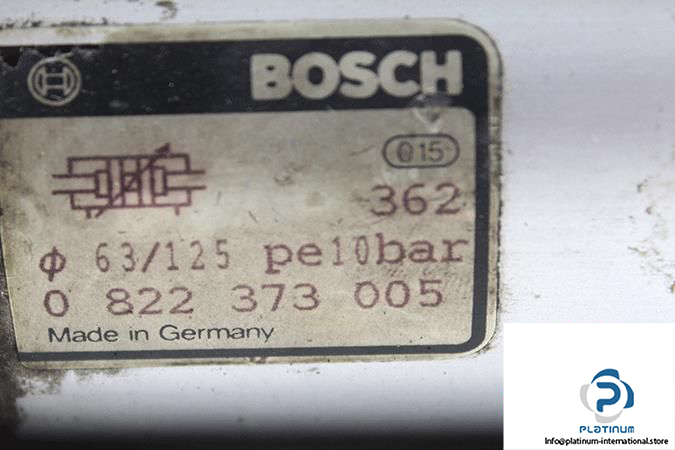 BOSCH
015
362
ϕ 63/125 pe10bar
0 822 373 005
Made in Germany
PLATINUM
Info@platinum-international.store